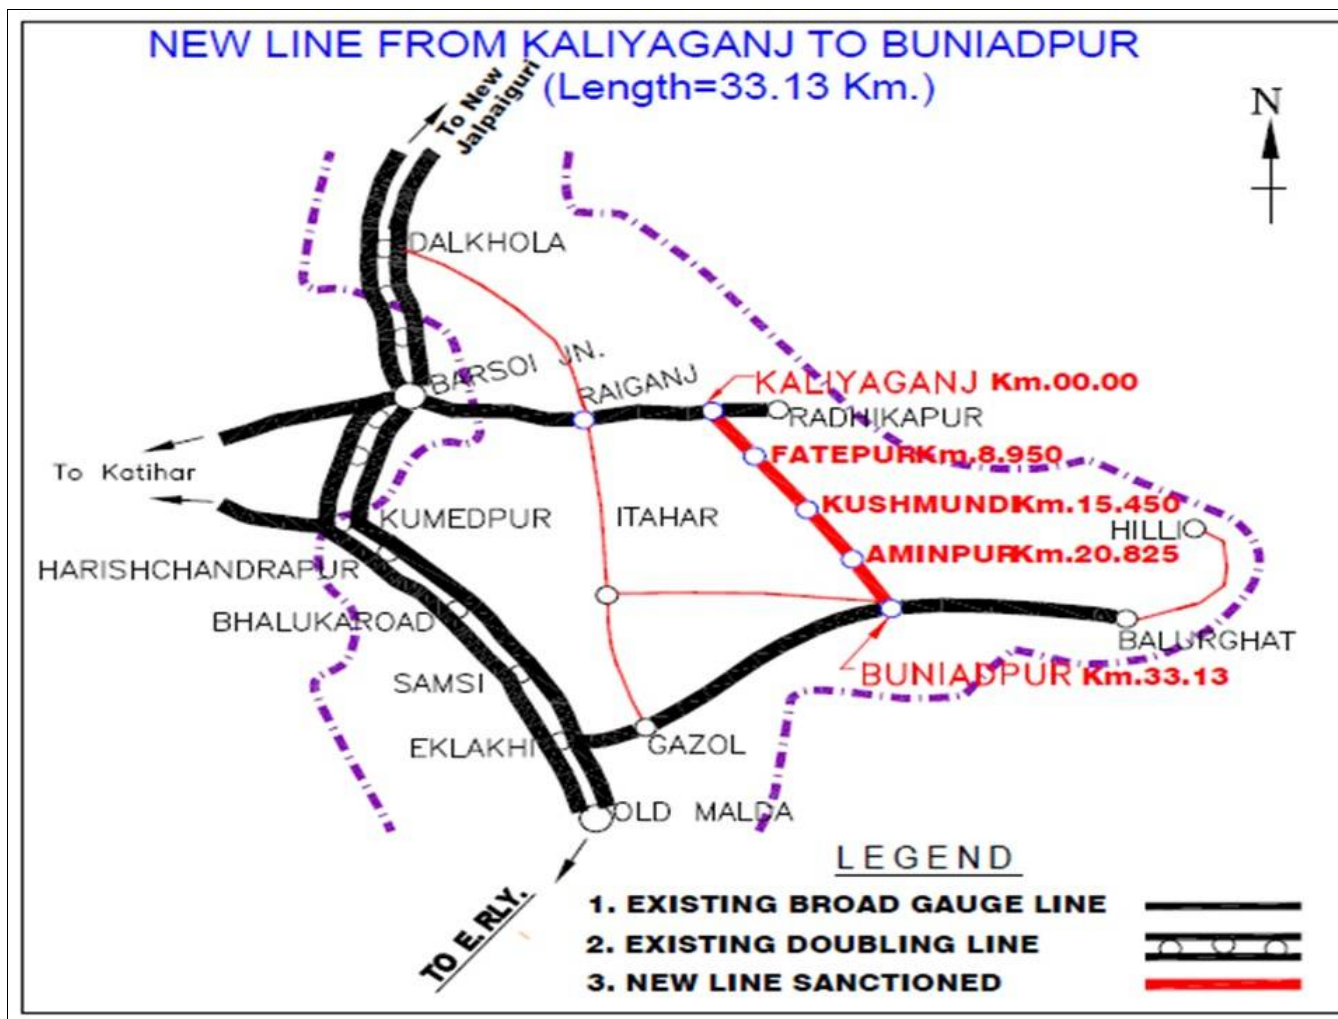 NEW LINE FROM KALIYAGANJ TO BUNIADPUR
(Length=33.13 Km.)
To New
Jalpaiguri
N
DALKHOLA
BARSOI JN.
RAIGANJ
KALIYAGANJ Km.00.00
RADHIKAPUR
FATEPUR Km.8.950
To Katihar
KUSHMUNDI Km.15.450
KUMEDPUR
ITAHAR
HILLI
HARISHCHANDRAPUR
AMINPUR Km.20.825
BHALUKAROAD
BALURGHAT
SAMSI
BUNIADPUR Km.33.13
EKLAKHI
GAZOL
OLD MALDA
TO E.RLY.
LEGEND
1. EXISTING BROAD GAUGE LINE
2. EXISTING DOUBLING LINE
3. NEW LINE SANCTIONED